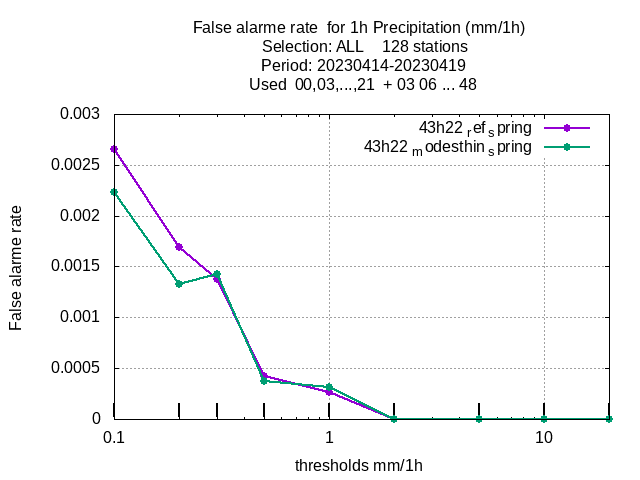 False alarme rate  for 1h Precipitation (mm/1h)
Selection: ALL    128 stations
Period: 20230414-20230419
Used  00,03,...,21  + 03 06 ... 48
43h22 ref spring
43h22 modesthin spring
0.003
0.0025
0.002
0.0015
0.001
0.0005
0
False alarme rate
0.1 1 10
thresholds mm/1h